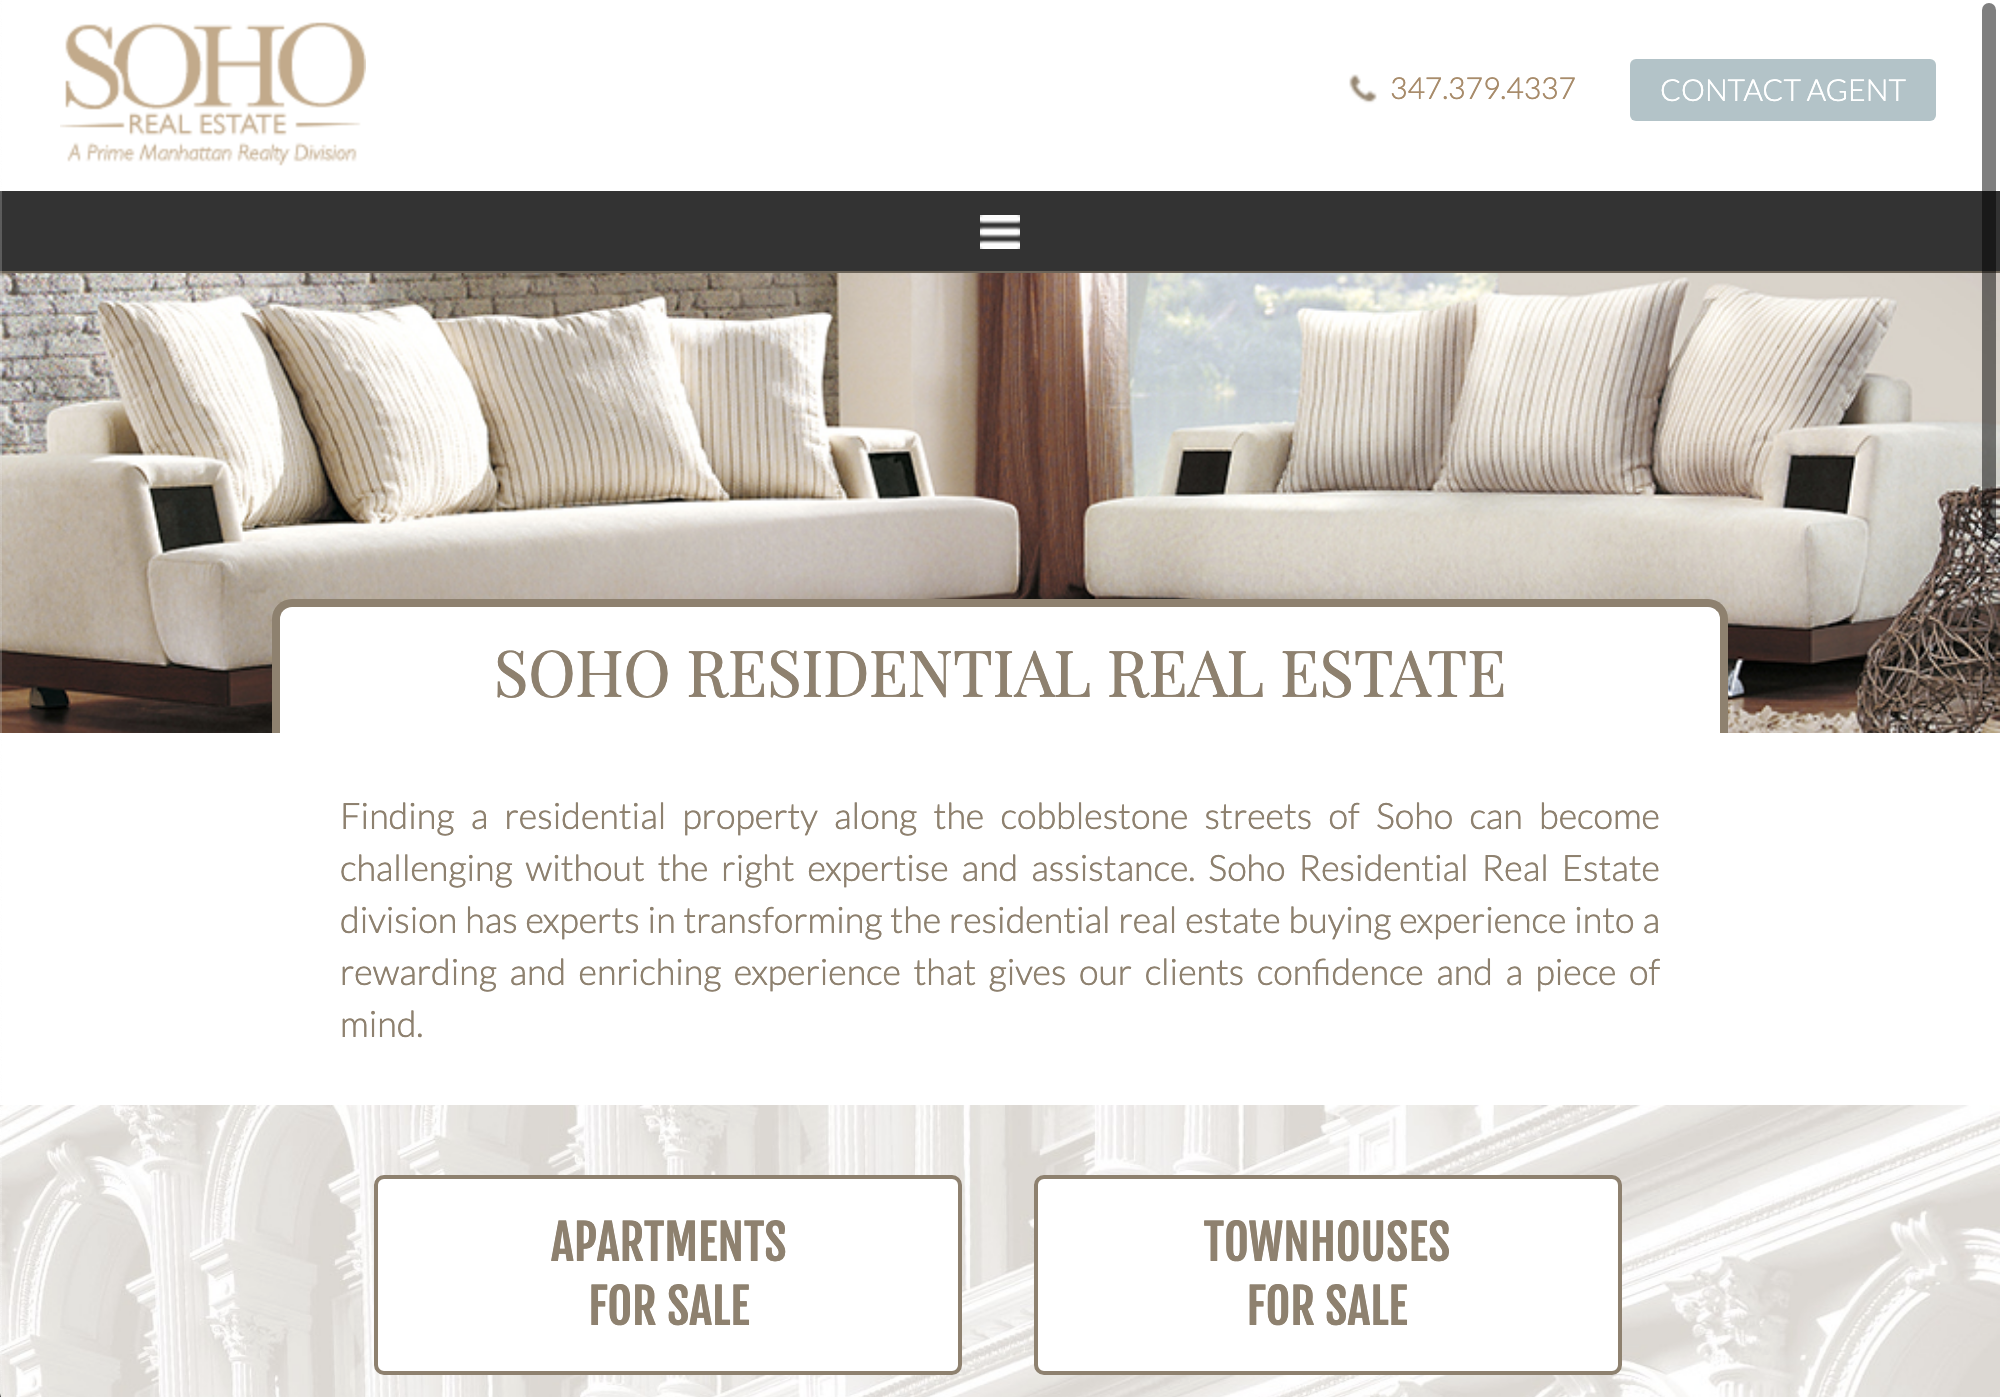 SOHO
REAL ESTATE
A Prime Manhattan Realty Division
347.379.4337
CONTACT AGENT
SOHO RESIDENTIAL REAL ESTATE
Finding a residential property along the cobblestone streets of Soho can become
challenging without the right expertise and assistance. Soho Residential Real Estate
division has experts in transforming the residential real estate buying experience into a
rewarding and enriching experience that gives our clients confidence and a piece of
mind.
APARTMENTS
FOR SALE
TOWNHOUSES
FOR SALE